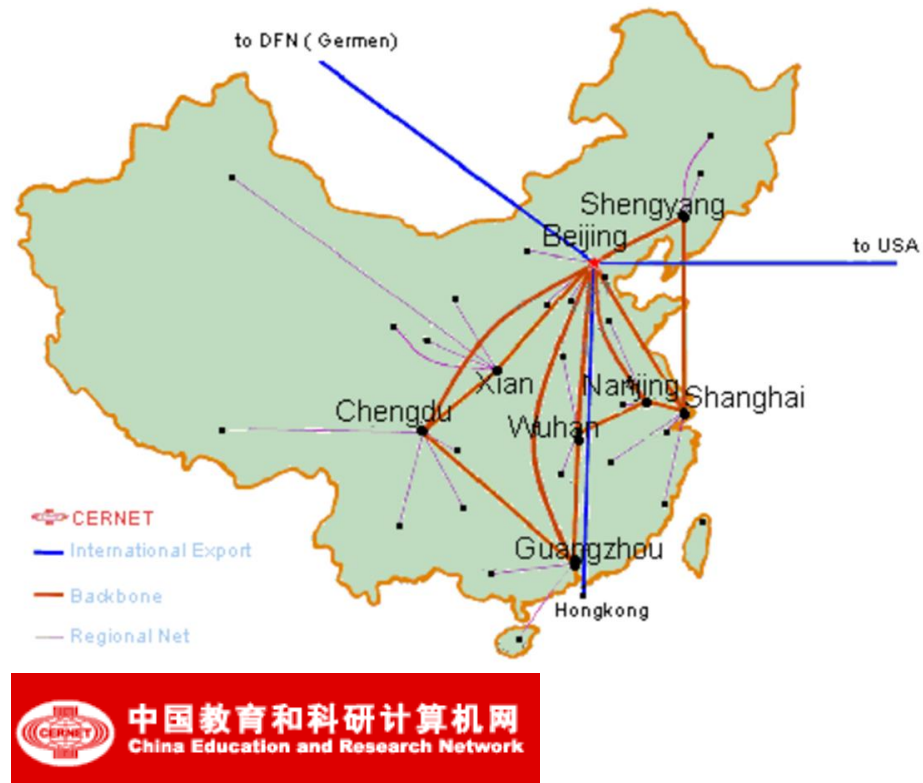 to DFN ( Germen)
Shengyang
Beijing
to USA
Xian
Nanjing
Shanghai
Chengdu
Wuhan
CERNET
International Export
Guangzhou
Backbone
Hongkong
Regional Net
CERNET
中国教育和科研计算机网
China Education and Research Network